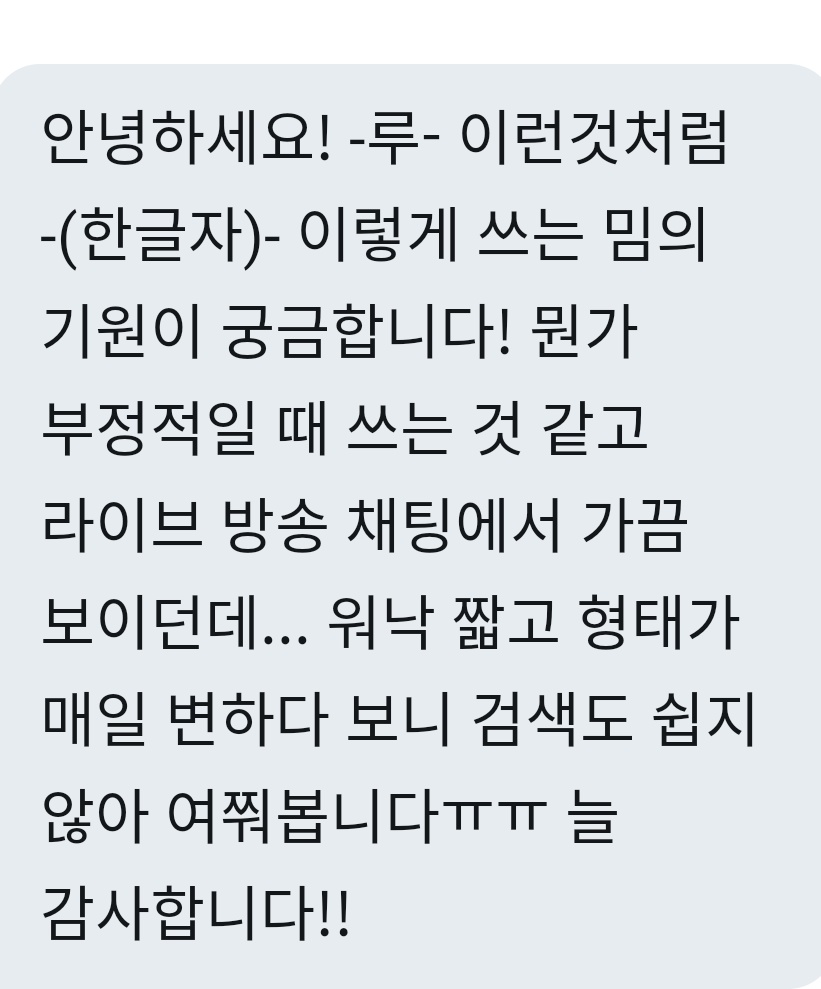 안녕하세요! -루- 이런것처럼
-(한글자)- 이렇게 쓰는 밈의
기원이 궁금합니다! 뭔가
부정적일 때 쓰는 것 같고
라이브 방송 채팅에서 가끔
보이던데... 워낙 짧고 형태가
매일 변하다 보니 검색도 쉽지
않아 여쭤봅니다ㅠㅠ 늘
감사합니다!!